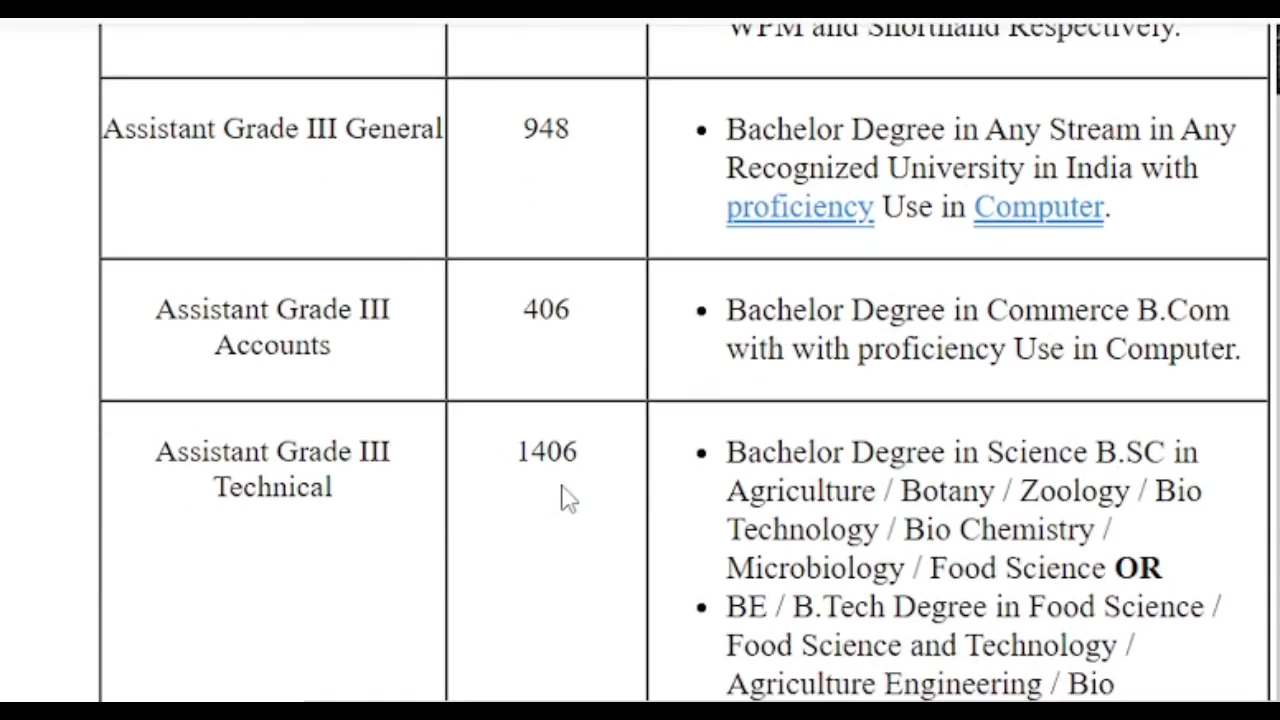 WPM and Shorthand Respectively.
Assistant Grade III General
948
Bachelor Degree in Any Stream in Any
Recognized University in India with
proficiency Use in Computer.
Assistant Grade III
Accounts
406
Bachelor Degree in Commerce B.Com
with with proficiency Use in Computer.
Assistant Grade III
Technical
1406
Bachelor Degree in Science B.SC in
Agriculture / Botany / Zoology / Bio
Technology / Bio Chemistry /
Microbiology / Food Science OR
BE / B.Tech Degree in Food Science /
Food Science and Technology /
Agriculture Engineering / Bio